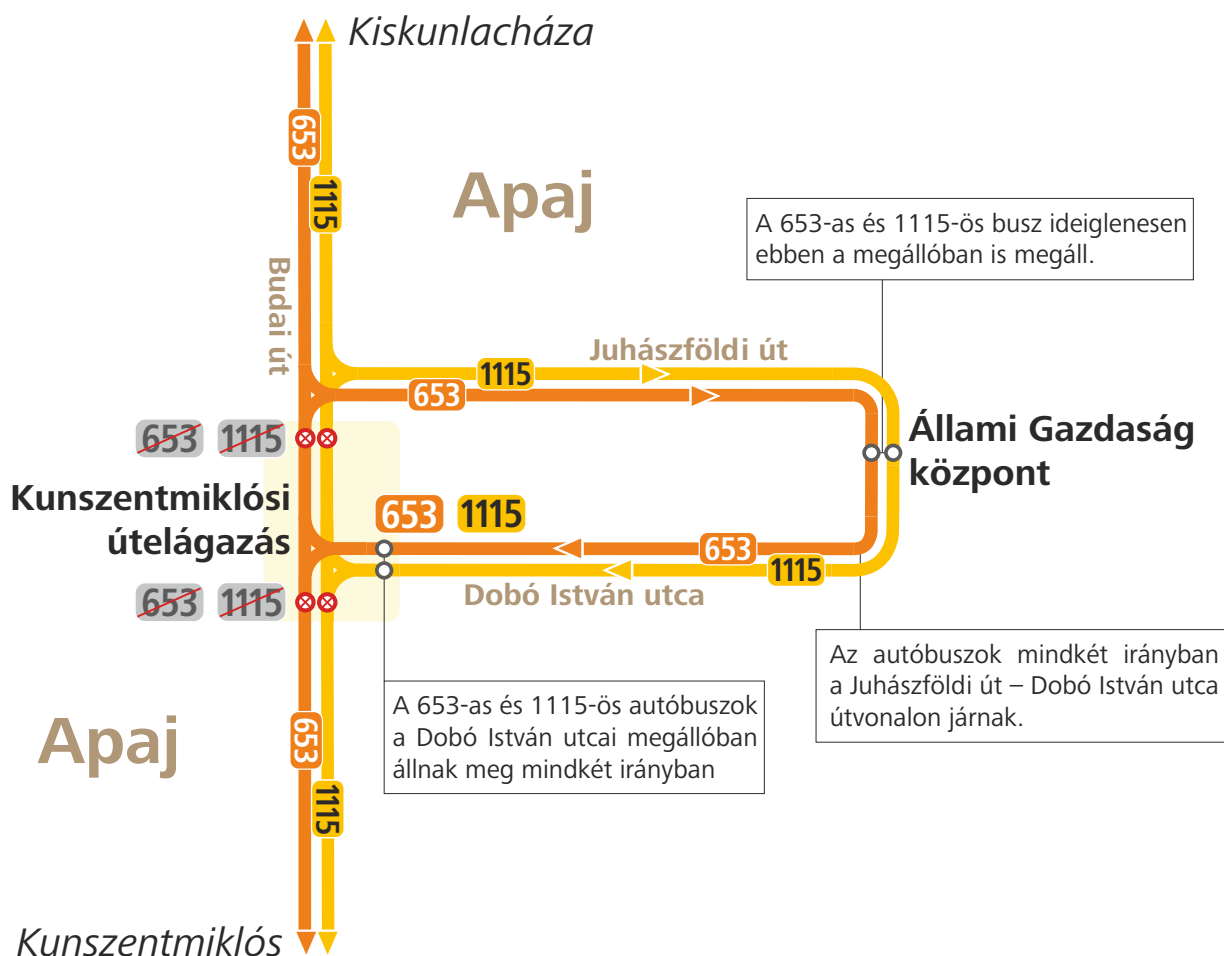 Kiskunlacháza
653
1115
Apaj
A 653-as és 1115-ös busz ideiglenesen
ebben a megállóban is megáll.
Budai út
Juhászföldi út
1115
653
653 1115
Állami Gazdaság
központ
Kunszentmiklósi
útelágazás
653 1115
653
1115
653 1115
Dobó István utca
Az autóbuszok mindkét irányban
a Juhászföldi út – Dobó István utca
útvonalon járnak.
A 653-as és 1115-ös autóbuszok
a Dobó István utcai megállóban
állnak meg mindkét irányban
Apaj
653
1115
Kunszentmiklós